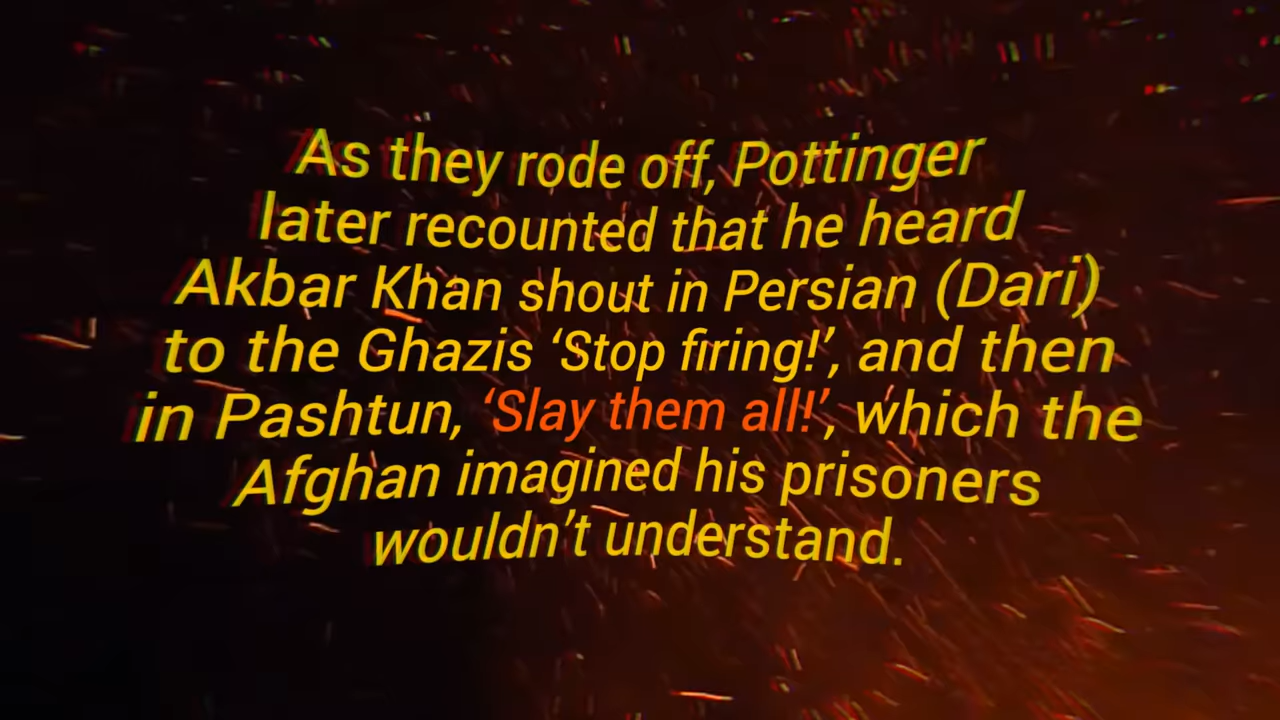 As they rode off, Pottinger
later recounted that he heard
Akbar Khan shout in Persian (Dari)
to the Ghazis ‘Stop firing!’, and then
in Pashtun, ‘Slay them all!’, which the
Afghan imagined his prisoners
wouldn’t understand.